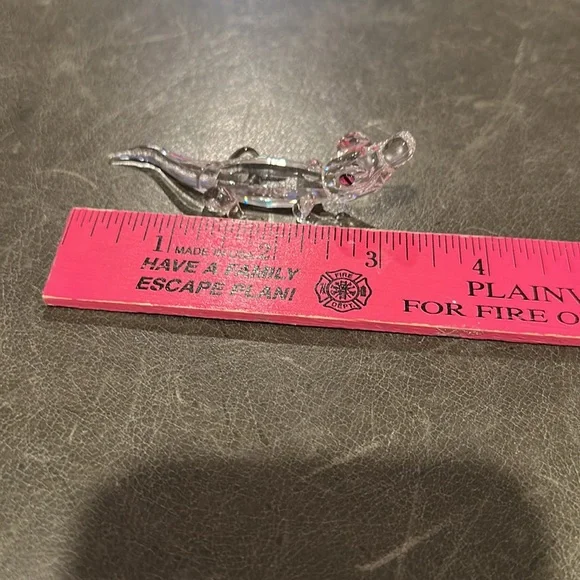 1 2 3 4
MADE
HAVE A FAMILY
ESCAPE PLAN!
FIRE
DEPT.
PLAINV
FOR FIRE O